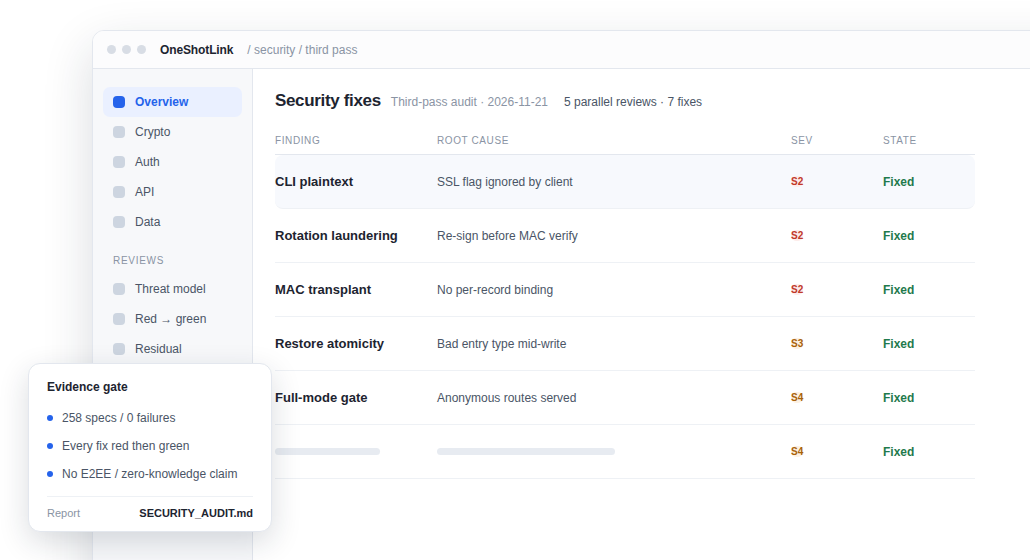 OneShotLink / security / third pass
Overview
Crypto
Auth
API
Data
REVIEWS
Threat model
Red → green
Residual
Security fixes Third-pass audit · 2026-11-21 5 parallel reviews · 7 fixes
FINDING ROOT CAUSE SEV STATE
CLI plaintext SSL flag ignored by client S2 Fixed
Rotation laundering Re-sign before MAC verify S2 Fixed
MAC transplant No per-record binding S2 Fixed
Restore atomicity Bad entry type mid-write S3 Fixed
Full-mode gate Anonymous routes served S4 Fixed
S4 Fixed
Evidence gate
258 specs / 0 failures
Every fix red then green
No E2EE / zero-knowledge claim
Report SECURITY_AUDIT.md